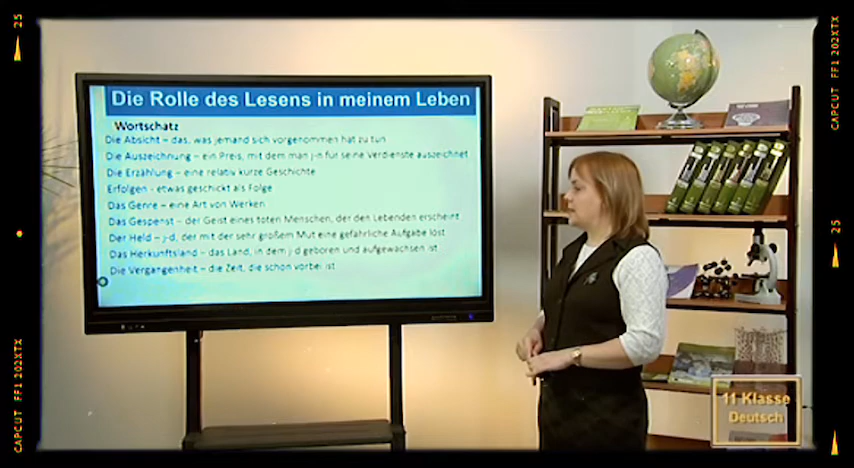 25
CAPCUT FF1 202XTX
Die Rolle des Lesens in meinem Leben
Wortschatz
Die Absicht – das, was jemand sich vorgenommen hat zu tun
Die Auszeichnung – ein Preis, mit dem man j-n für seine Verdienste auszeichnet
Die Erzählung – eine relativ kurze Geschichte
Erfolgen - etwas geschickt als Folge
Das Genre – eine Art von Werken
Das Gespenst – der Geist eines toten Menschen, der den Lebenden erscheint
Der Held – j-d, der mit der sehr großem Mut eine gefährliche Aufgabe löst
Das Herkunftsland – das Land, in dem j-d geboren und aufgewachsen ist
Die Vergangenheit – die Zeit, die schon vorbei ist
11 Klasse
Deutsch
CAPCUT FF1 202XTX
25